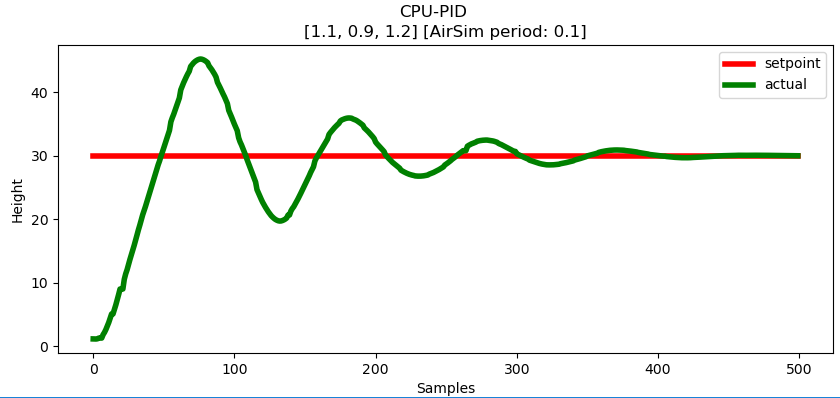 CPU-PID
[1.1, 0.9, 1.2] [AirSim period: 0.1]
setpoint
actual
40
30
20
10
0
Height
0 100 200 300 400 500
Samples